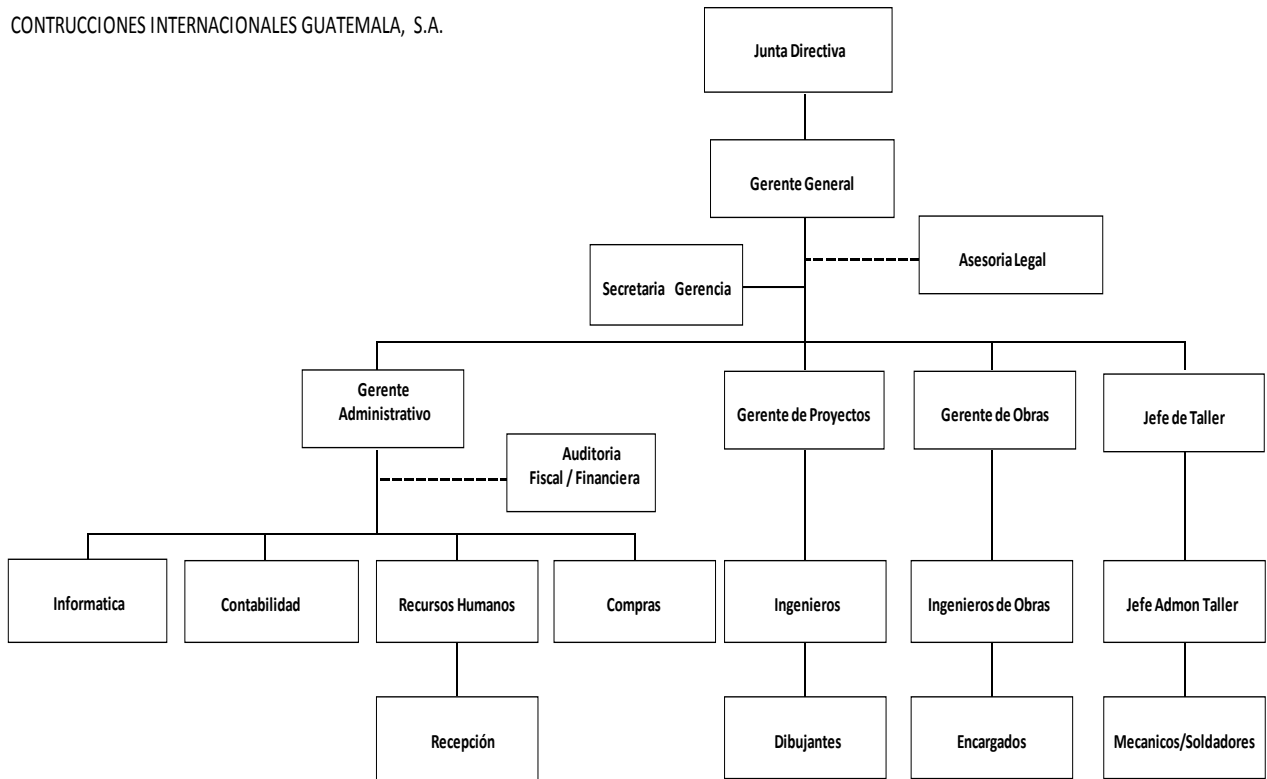 CONTRUCCIONES INTERNACIONALES GUATEMALA, S.A.
Junta Directiva
Gerente General
Asesoria Legal
Secretaria Gerencia
Gerente
Administrativo
Gerente de Proyectos
Gerente de Obras
Jefe de Taller
Auditoria
Fiscal / Financiera
Informatica
Contabilidad
Recursos Humanos
Compras
Ingenieros
Ingenieros de Obras
Jefe Admon Taller
Recepción
Dibujantes
Encargados
Mecanicos/Soldadores